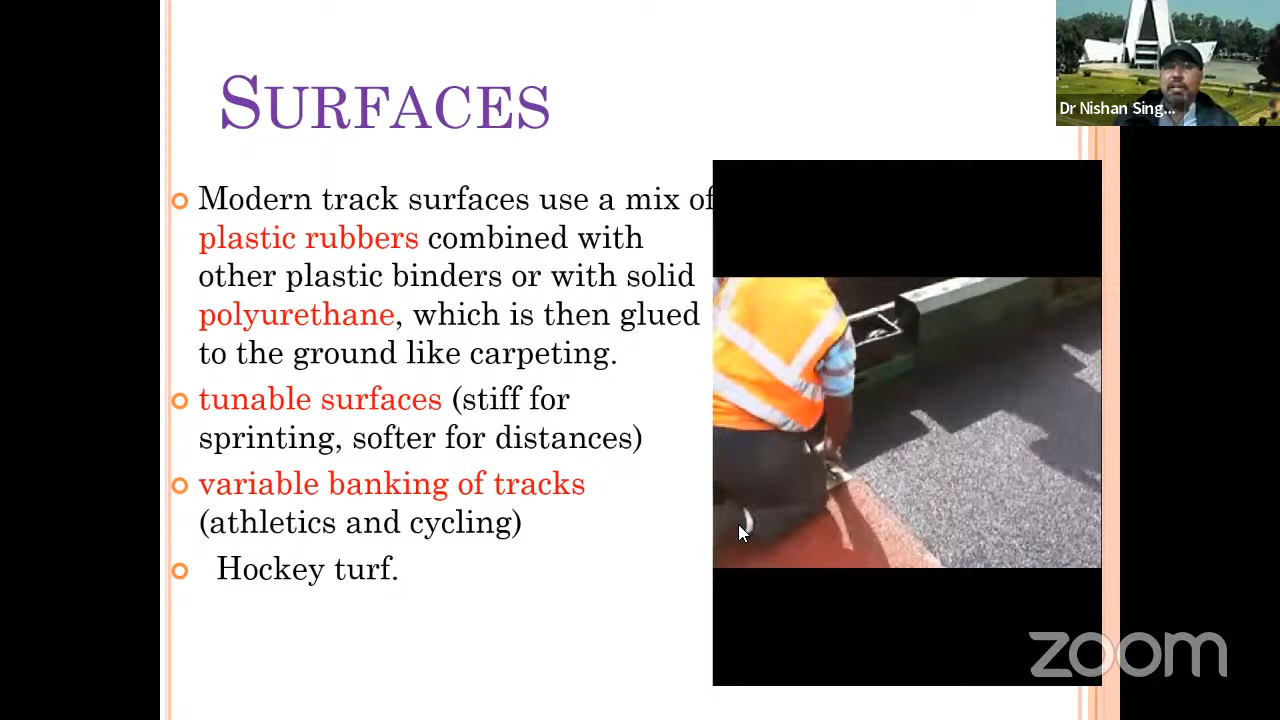 SURFACES
Dr Nishan Sing...
Modern track surfaces use a mix of
plastic rubbers combined with
other plastic binders or with solid
polyurethane, which is then glued
to the ground like carpeting.
tunable surfaces (stiff for
sprinting, softer for distances)
variable banking of tracks
(athletics and cycling)
Hockey turf.
zoom